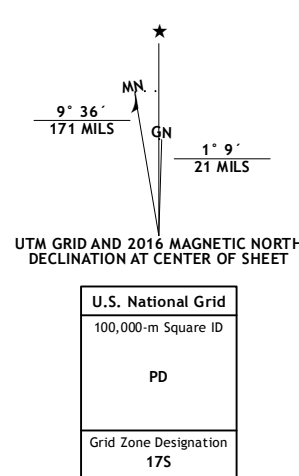 ★
MN
9° 36´
171 MILS
GN
1° 9´
21 MILS
UTM GRID AND 2016 MAGNETIC NORTH
DECLINATION AT CENTER OF SHEET
U.S. National Grid
100,000-m Square ID
PD
Grid Zone Designation
17S